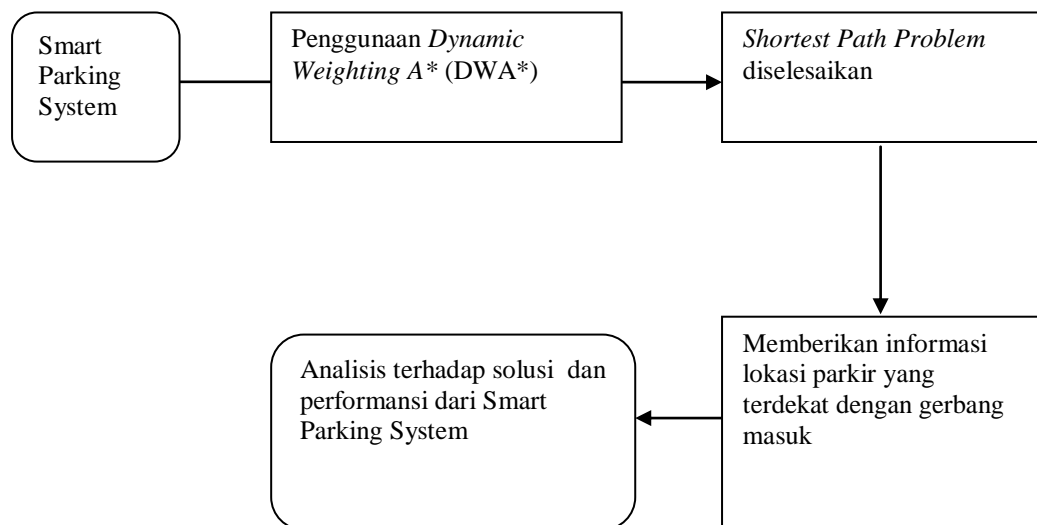 Smart
Parking
System
Penggunaan Dynamic
Weighting A* (DWA*)
Shortest Path Problem
diselesaikan
Memberikan informasi
lokasi parkir yang
terdekat dengan gerbang
masuk
Analisis terhadap solusi dan
performansi dari Smart
Parking System